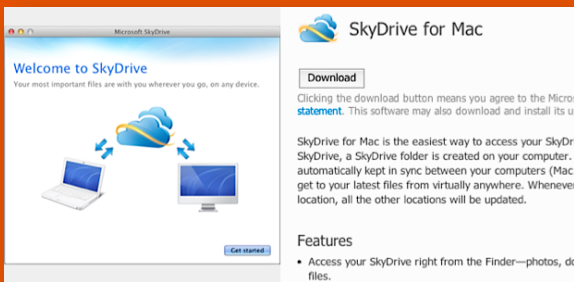 Microsoft SkyDrive
Welcome to SkyDrive
Your most important files are with you wherever you go, on any device.
Get started
SkyDrive for Mac
Download
Clicking the download button means you agree to the Micros
statement. This software may also download and install its u
SkyDrive for Mac is the easiest way to access your SkyDr
SkyDrive, a SkyDrive folder is created on your computer.
automatically kept in sync between your computers (Mac
get to your latest files from virtually anywhere. Whenever
location, all the other locations will be updated.
Features
• Access your SkyDrive right from the Finder—photos, do
files.